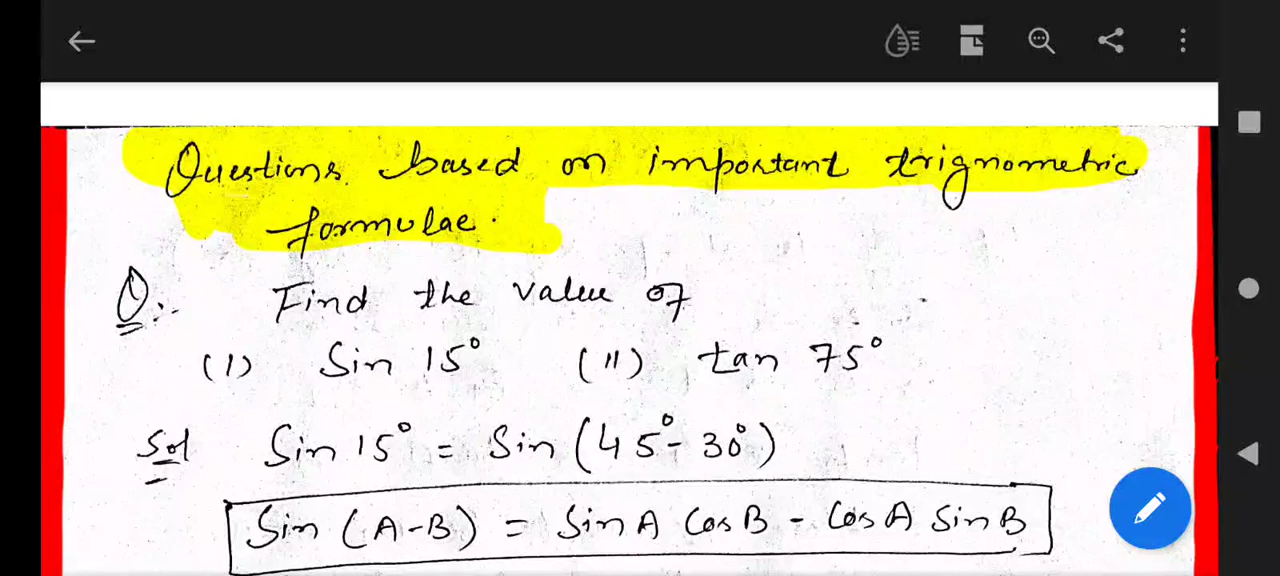 Questions based on important trignometric
formulae.
Q:. Find the value of
(I) Sin 15° (II) tan 75°
Sol Sin 15° = Sin (45° - 30°)
Sin (A-B) = Sin A Cos B - Cos A Sin B